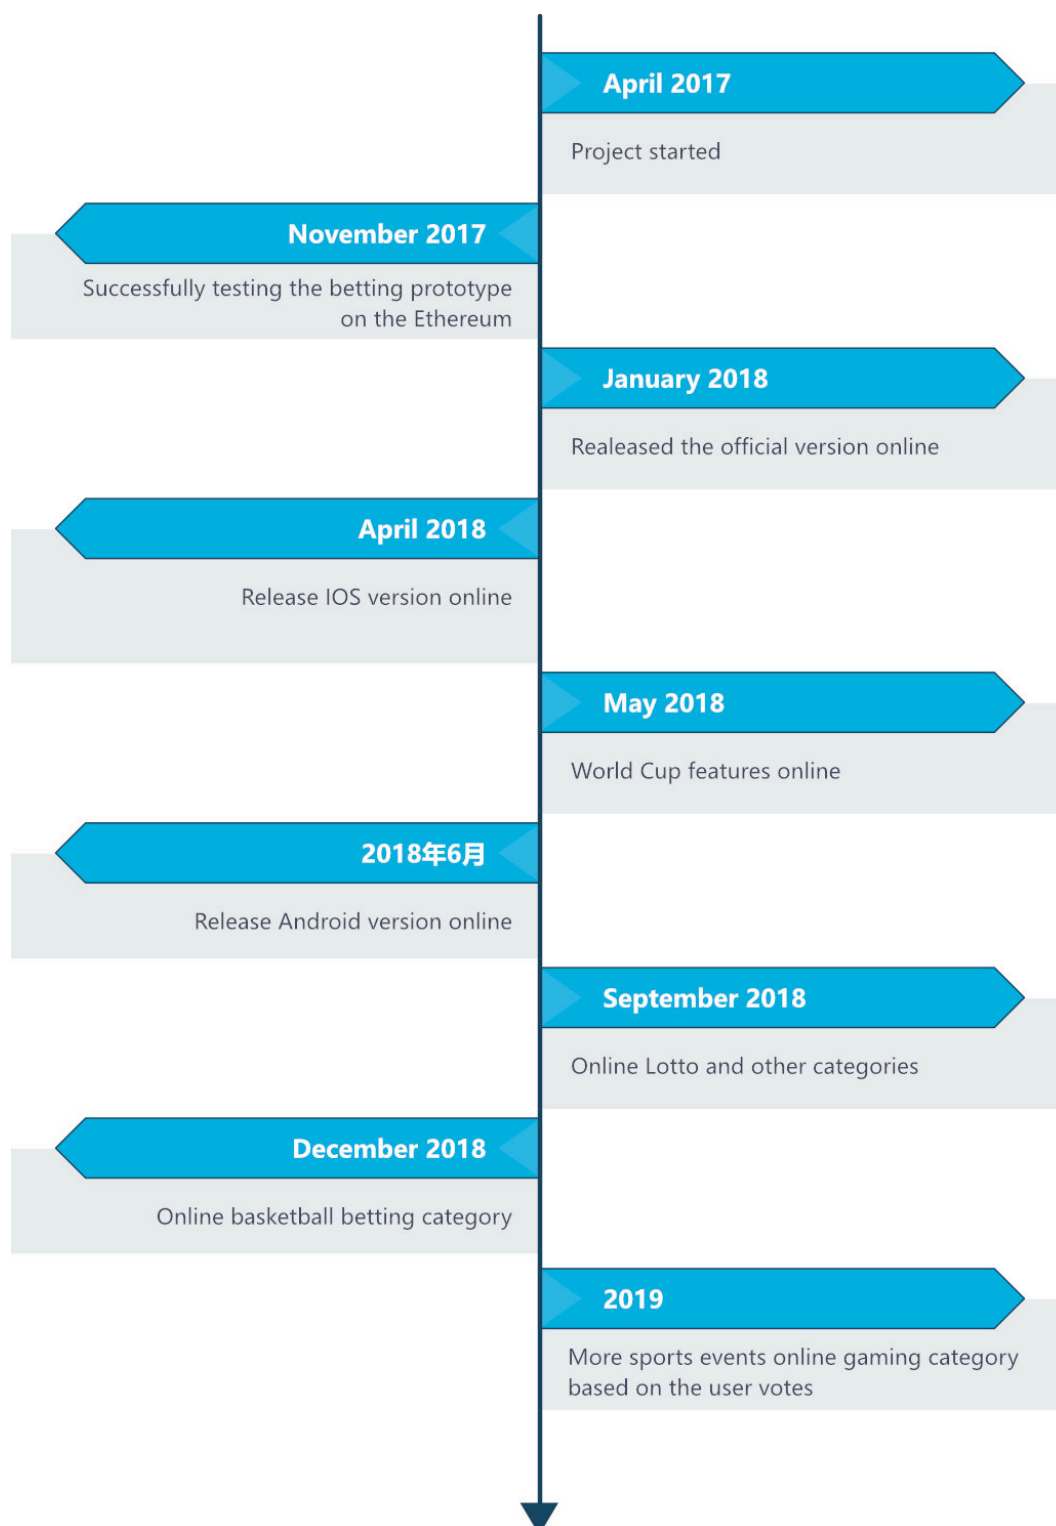 April 2017
Project started
November 2017
Successfully testing the betting prototype
on the Ethereum
January 2018
Realeased the official version online
April 2018
Release IOS version online
May 2018
World Cup features online
2018年6月
Release Android version online
September 2018
Online Lotto and other categories
December 2018
Online basketball betting category
2019
More sports events online gaming category
based on the user votes